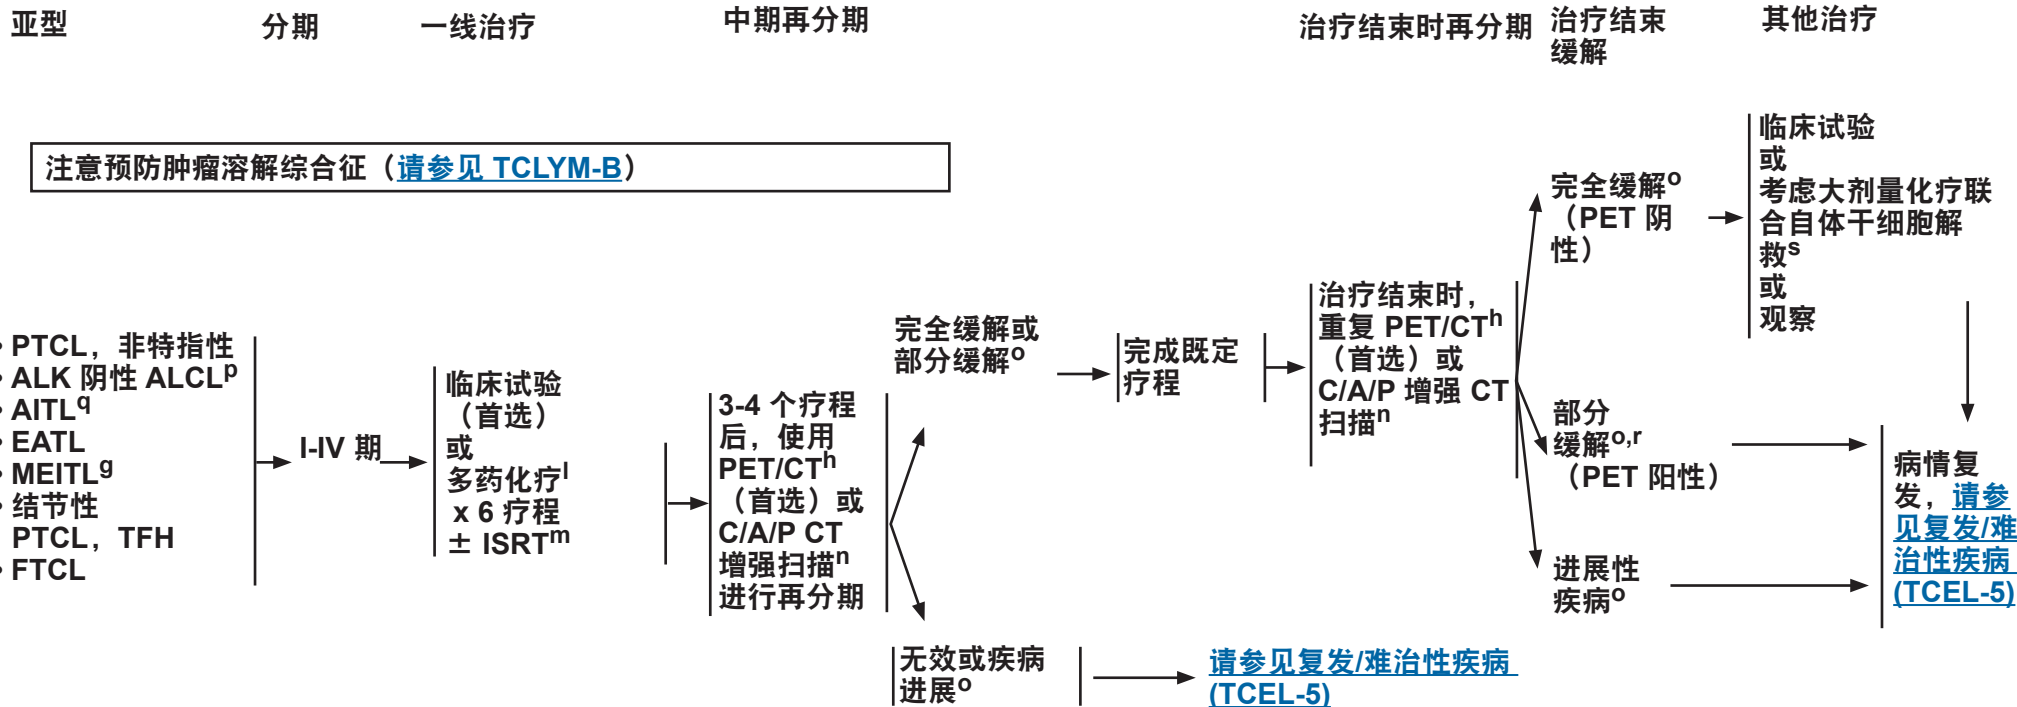 亚型
分期
一线治疗
中期再分期
治疗结束时再分期
治疗结束
缓解
其他治疗
注意预防肿瘤溶解综合征（请参见 TCLYM-B）
• PTCL，非特指性
• ALK 阴性 ALCLp
• AITLq
• EATL
• MEITLg
• 结节性
PTCL，TFH
• FTCL
I-IV 期
临床试验
（首选）
或
多药化疗l
x 6 疗程
± ISRTm
3-4 个疗程
后，使用
PET/CTh
（首选）或
C/A/P CT
增强扫描n
进行再分期
完全缓解或
部分缓解o
完成既定
疗程
无效或疾病
进展o
请参见复发/难治性疾病
(TCEL-5)
治疗结束时，
重复 PET/CTh
（首选）或
C/A/P 增强 CT
扫描n
完全缓解o
（PET 阴
性）
临床试验
或
考虑大剂量化疗联
合自体干细胞解
救s
或
观察
部分
缓解o,r
（PET 阳性）
进展性
疾病o
病情复
发，请参
见复发/难
治性疾病
(TCEL-5)